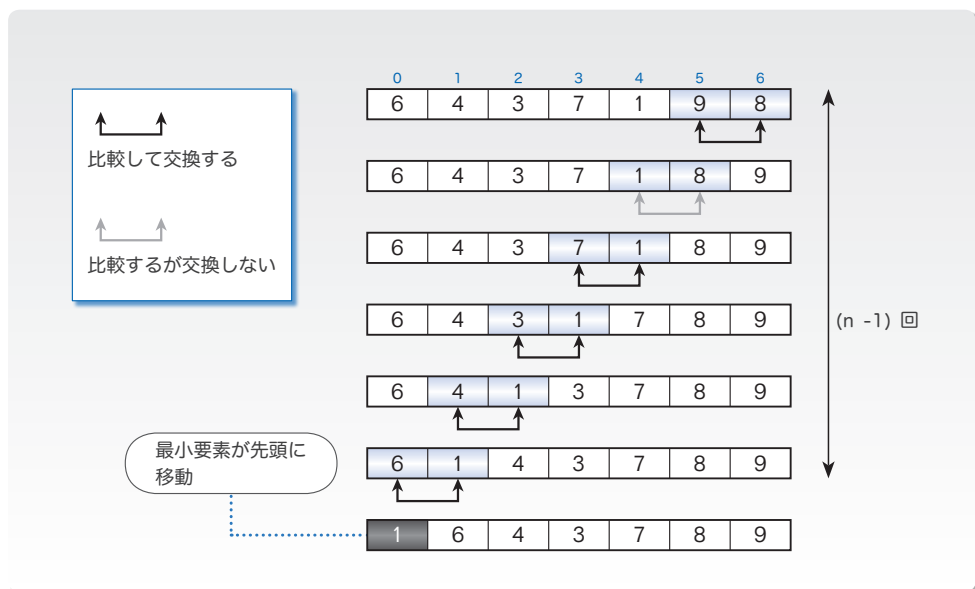 0 1 2 3 4 5 6
6 4 3 7 1 9 8
比較して交換する
6 4 3 7 1 8 9
6 4 3 7 1 8 9
比較するが交換しない
6 4 3 1 7 8 9
(n -1) 回
6 4 1 3 7 8 9
最小要素が先頭に
移動
6 1 4 3 7 8 9
1 6 4 3 7 8 9